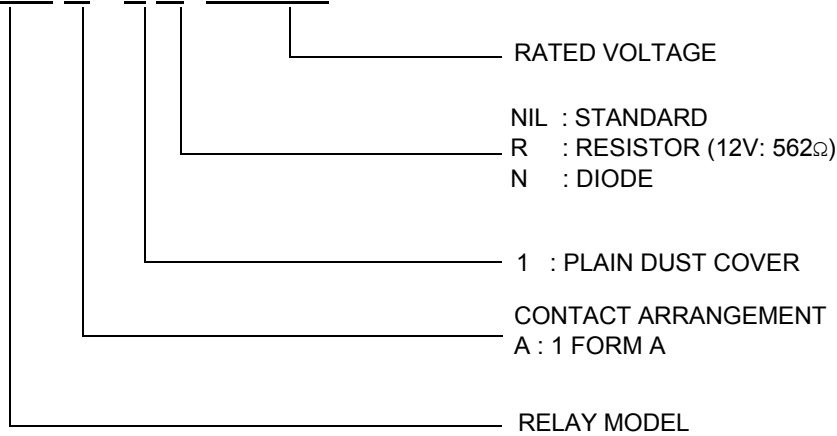 RATED VOLTAGE
NIL : STANDARD
R : RESISTOR (12V: 562Ω)
N : DIODE
1 : PLAIN DUST COVER
CONTACT ARRANGEMENT
A : 1 FORM A
RELAY MODEL